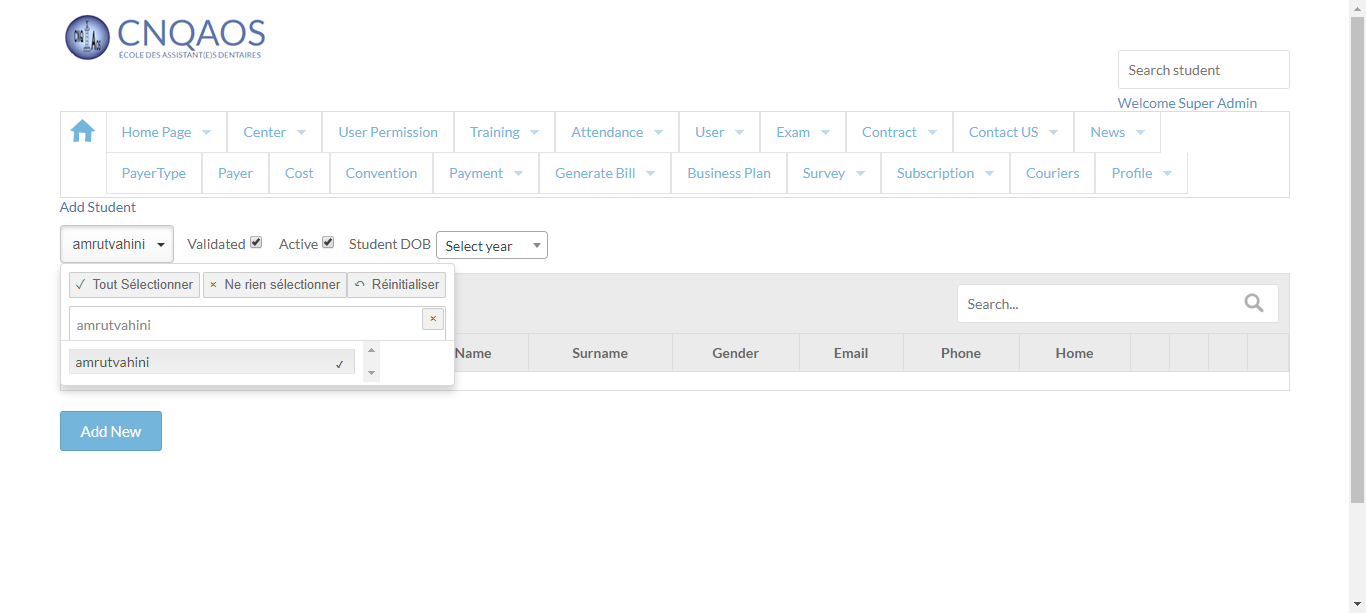 CNQAOS
ÉCOLE DES ASSISTANT(E)S DENTAIRES
Search student
Welcome Super Admin
Home Page Center User Permission Training Attendance User Exam Contract Contact US News
PayerType Payer Cost Convention Payment Generate Bill Business Plan Survey Subscription Couriers Profile
Add Student
amrutvahini Validated Active Student DOB Select year
Tout Sélectionner Ne rien sélectionner Réinitialiser
Search...
amrutvahini
Name Surname Gender Email Phone Home
amrutvahini
Add New